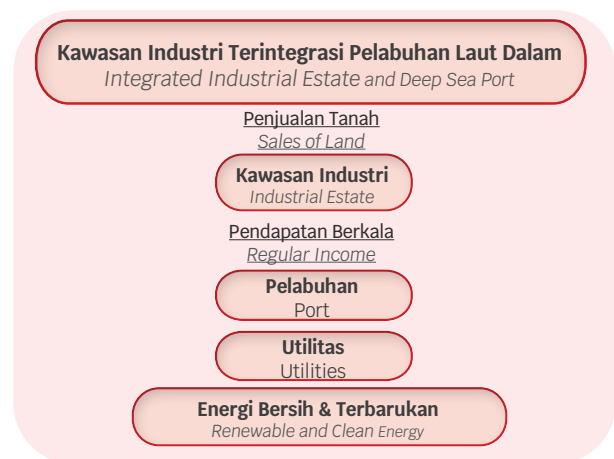 Kawasan Industri Terintegrasi Pelabuhan Laut Dalam
Integrated Industrial Estate and Deep Sea Port
Penjualan Tanah
Sales of Land
Kawasan Industri
Industrial Estate
Pendapatan Berkala
Regular Income
Pelabuhan
Port
Utilitas
Utilities
Energi Bersih & Terbarukan
Renewable and Clean Energy